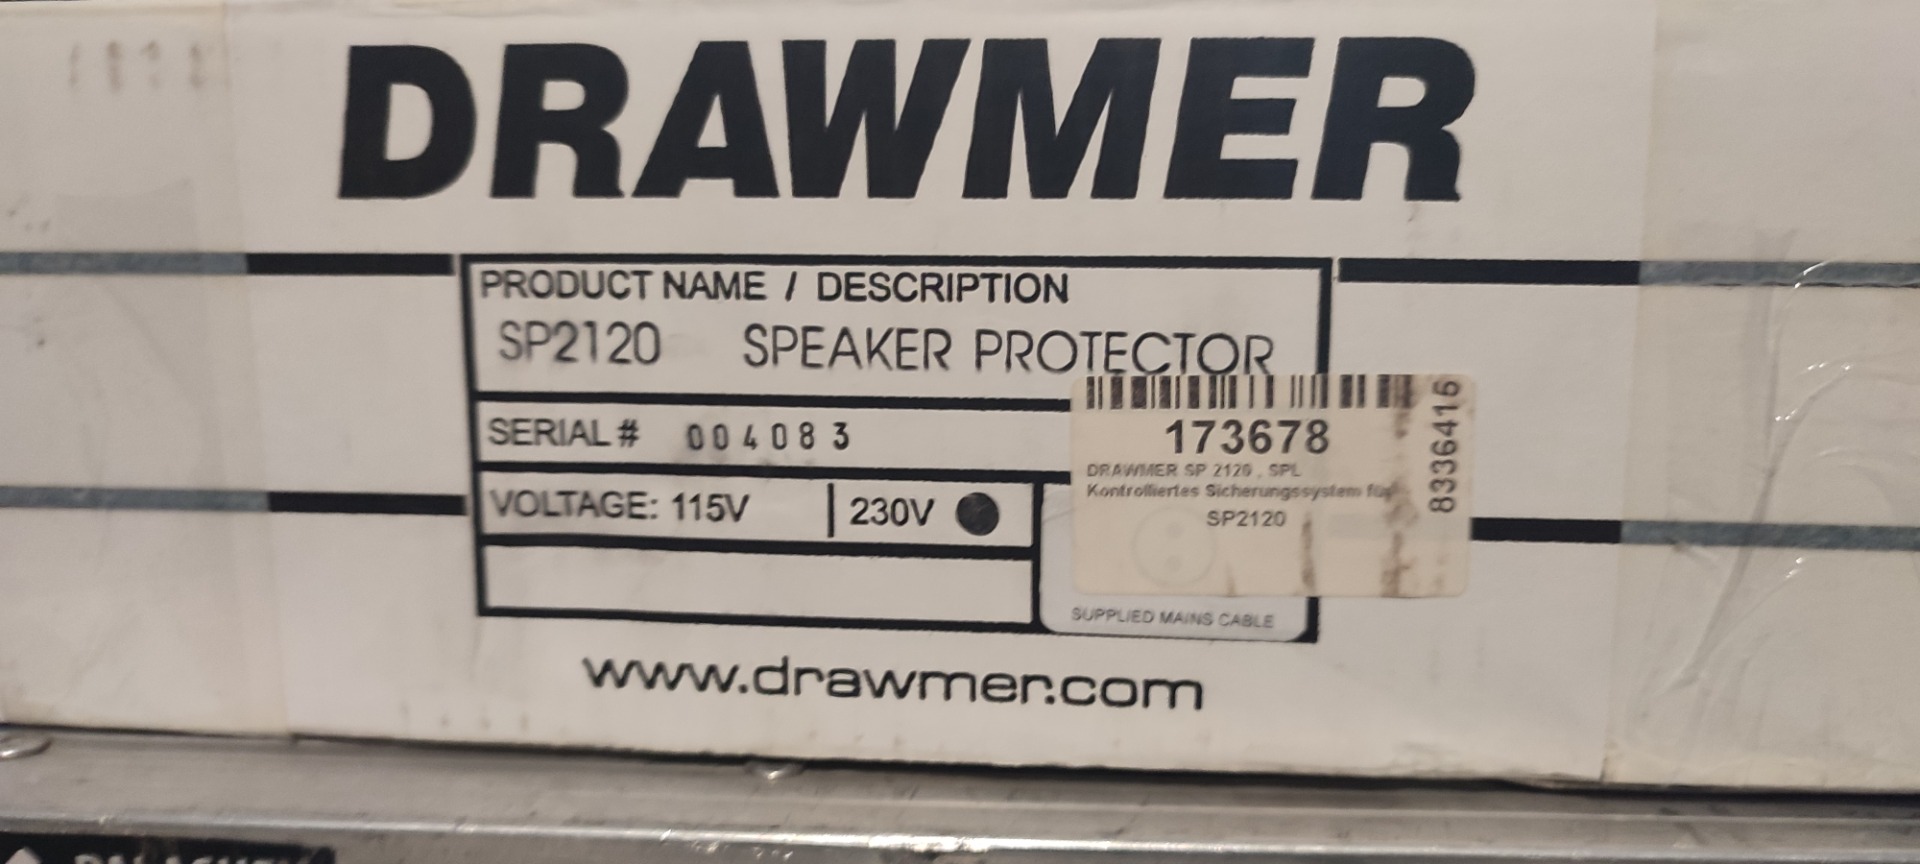 DRAWMER
PRODUCT NAME / DESCRIPTION
SP2120 SPEAKER PROTECTOR
SERIAL # 004083
VOLTAGE: 115V | 230V
173678
DRAWMER SP 2120 , SPL
Kontrolliertes Sicherungssystem für
SP2120
8336416
SUPPLIED MAINS CABLE
www.drawmer.com